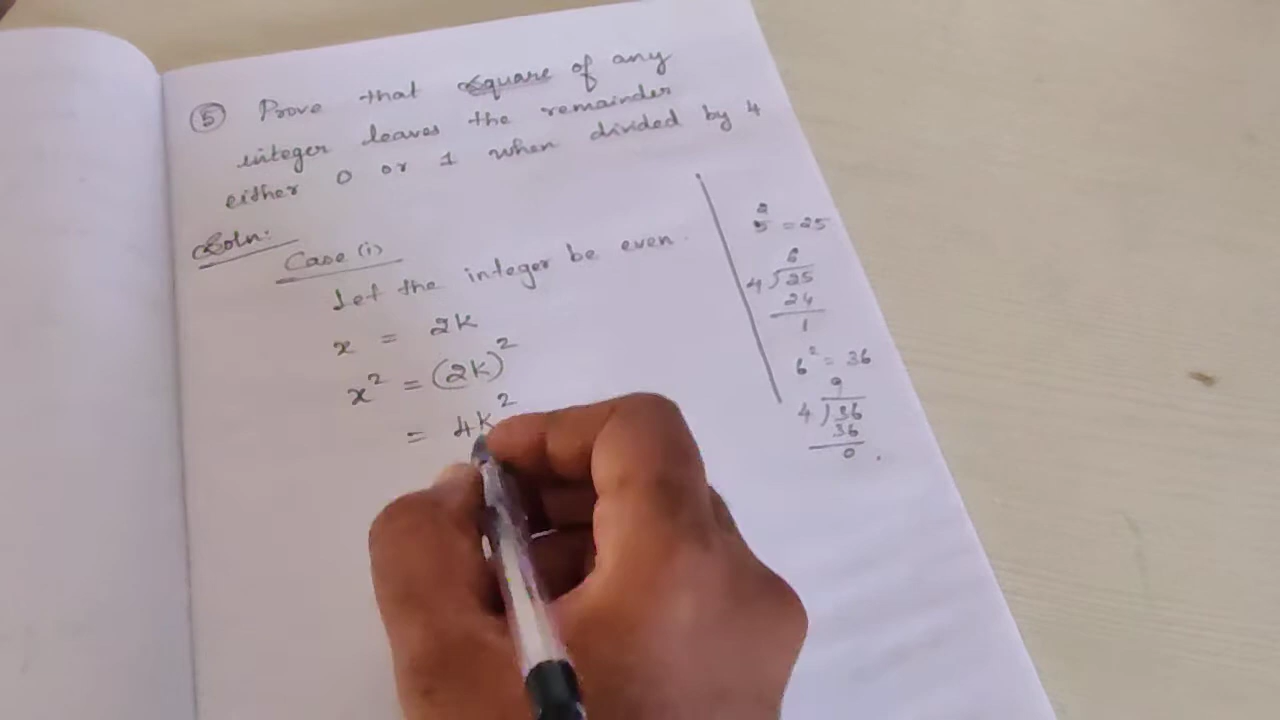 ⑤ Prove that square of any
integer leaves the remainder
either 0 or 1 when divided by 4
Soln:
Case (i)
Let the integer be even.
x = 2k
x² = (2k)²
= 4k²
5² = 25
6
4) 25
24
1
6² = 36
9
4) 36
36
0.